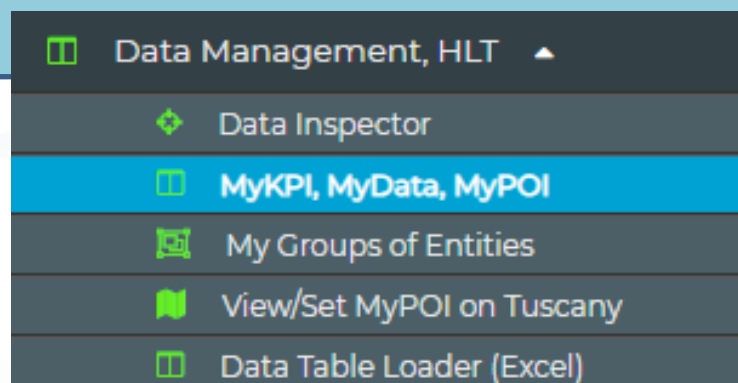 Data Management, HLT
Data Inspector
MyKPI, MyData, MyPOI
My Groups of Entities
View/Set MyPOI on Tuscany
Data Table Loader (Excel)